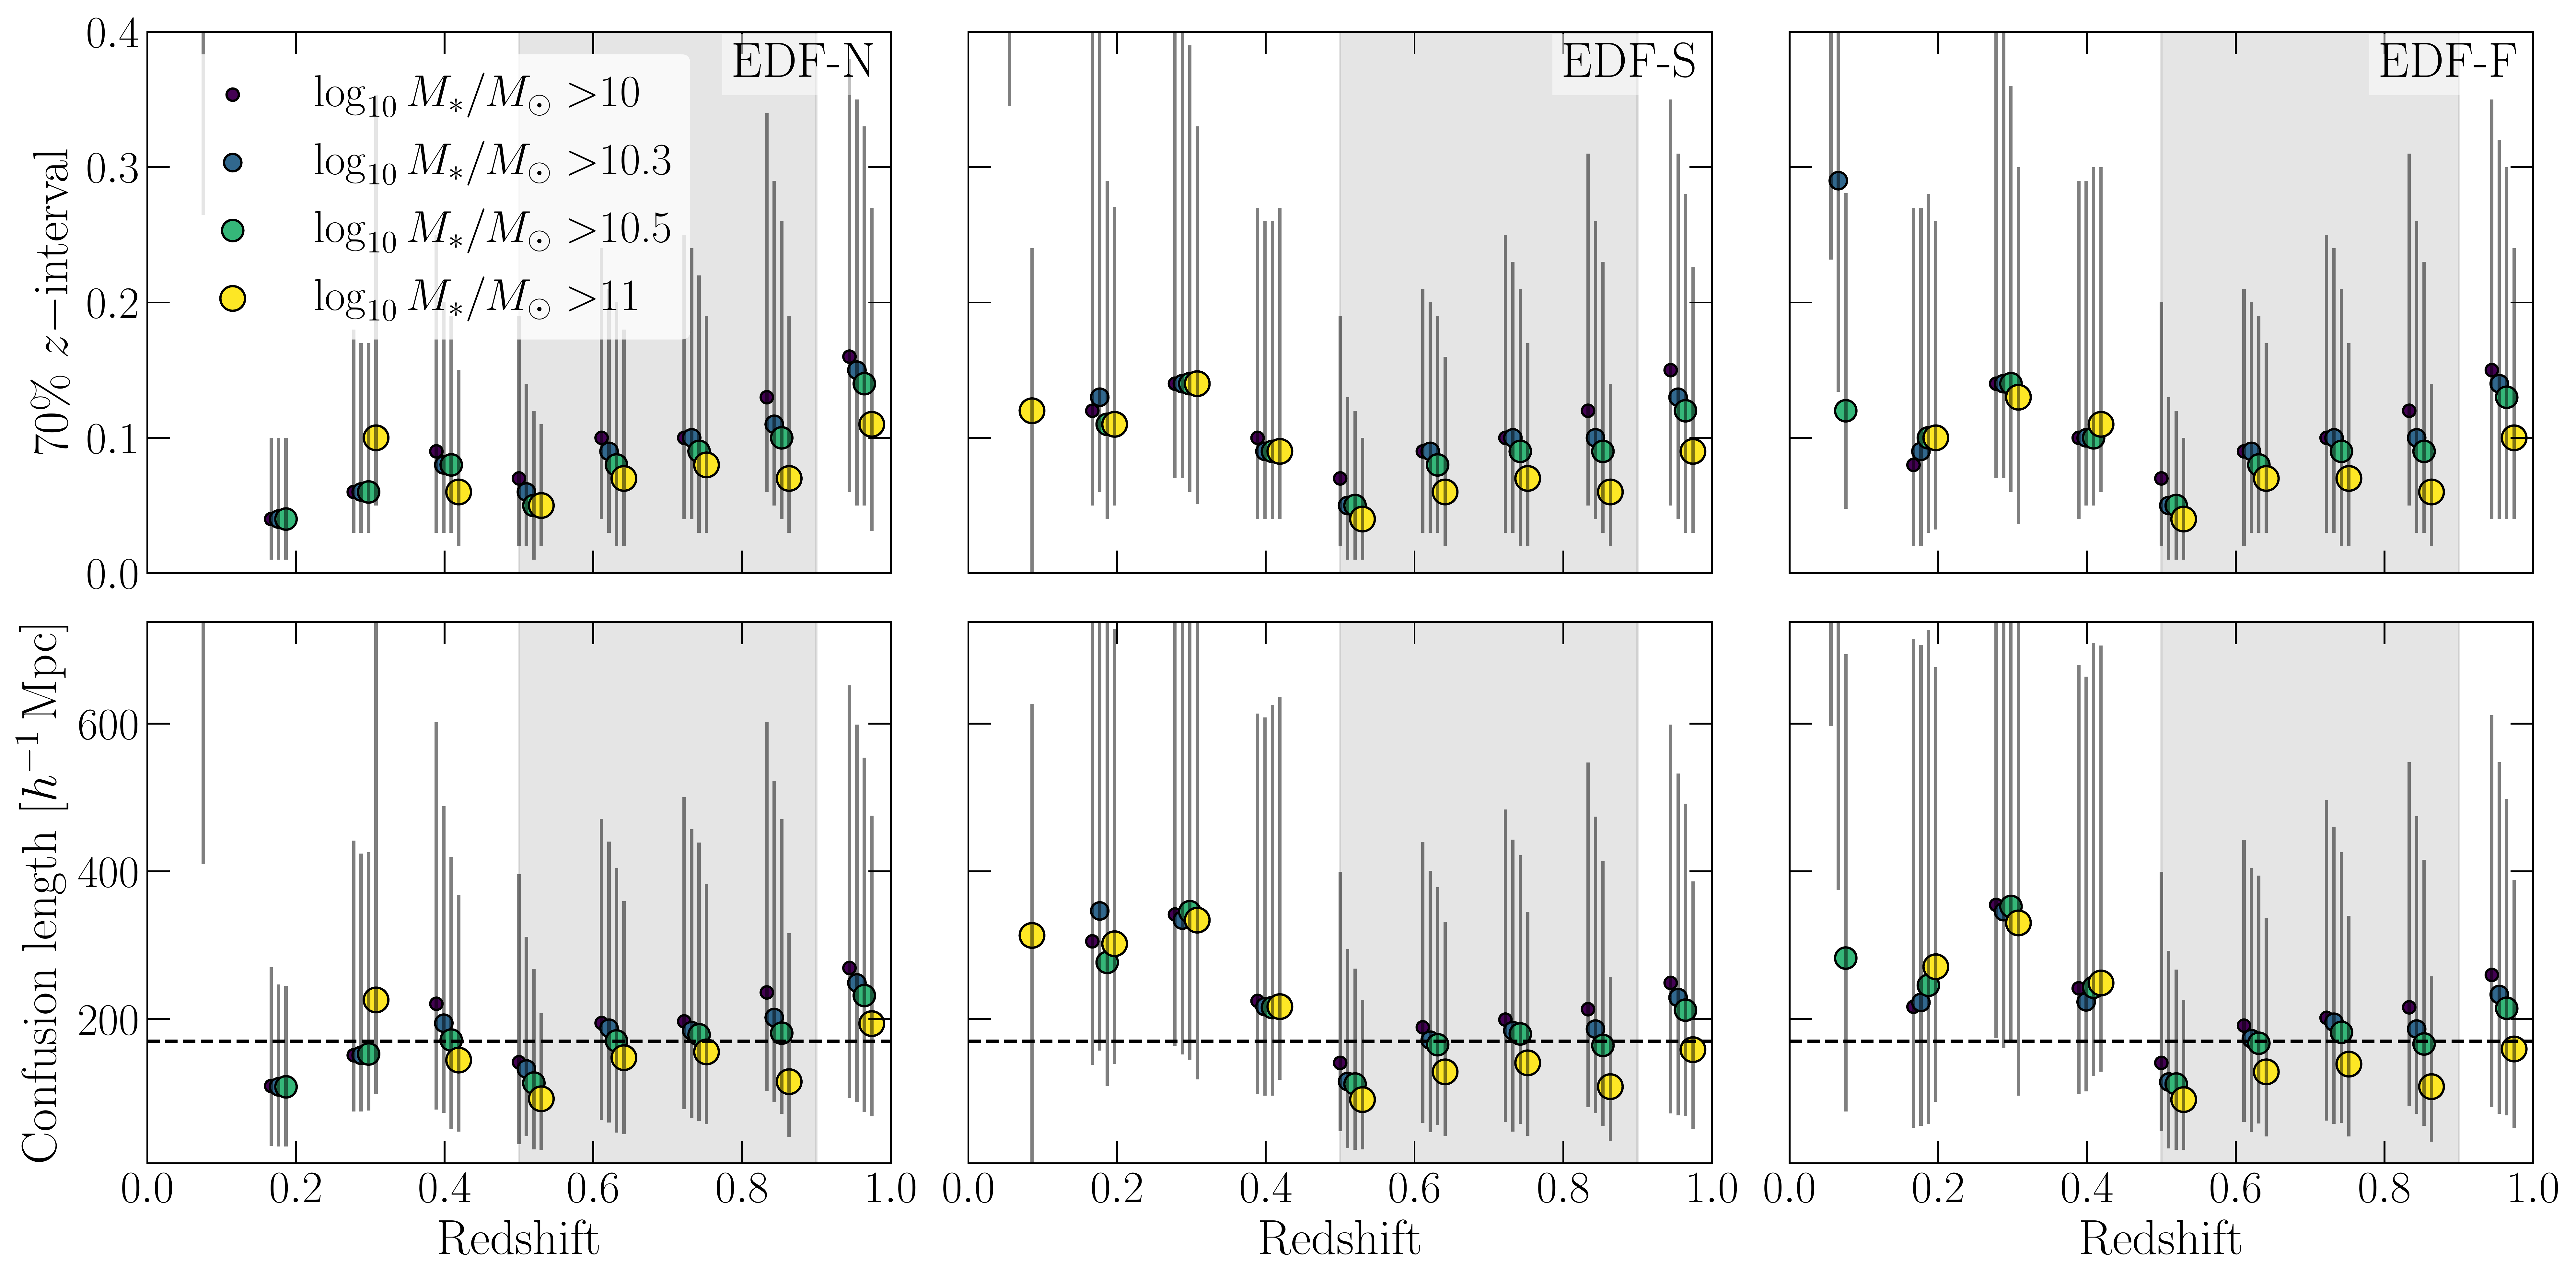 EDF-N
EDF-S
EDF-F
log₁₀ M∗/M⊙ >10
log₁₀ M∗/M⊙ >10.3
log₁₀ M∗/M⊙ >10.5
log₁₀ M∗/M⊙ >11
70% z−interval
0.4
0.3
0.2
0.1
0.0
Confusion length [h⁻¹ Mpc]
600
400
200
0.0 0.2 0.4 0.6 0.8 1.0
0.0 0.2 0.4 0.6 0.8 1.0
0.0 0.2 0.4 0.6 0.8 1.0
Redshift
Redshift
Redshift